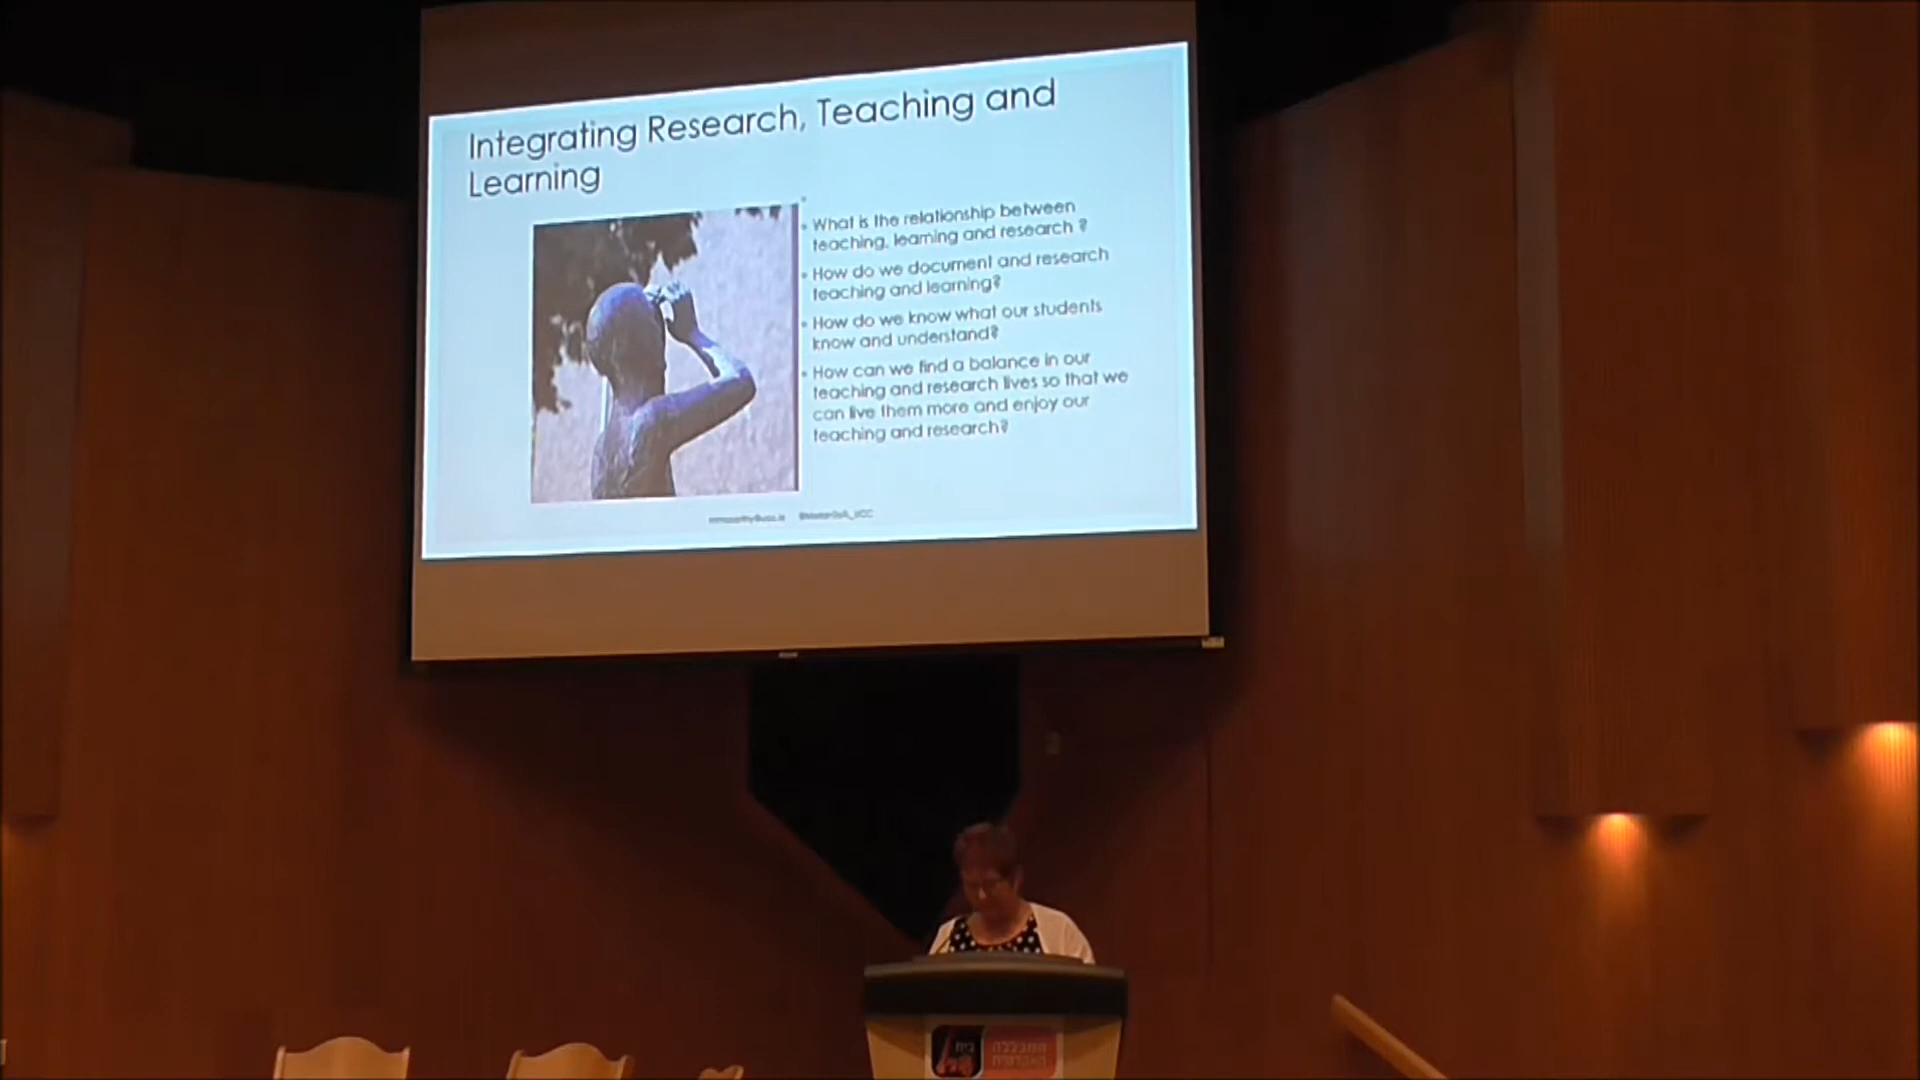 Integrating Research, Teaching and
Learning
What is the relationship between
teaching, learning and research ?
How do we document and research
teaching and learning?
How do we know what our students
know and understand?
How can we find a balance in our
teaching and research lives so that we
can live them more and enjoy our
teaching and research?
בית
המכללה
האקדמית